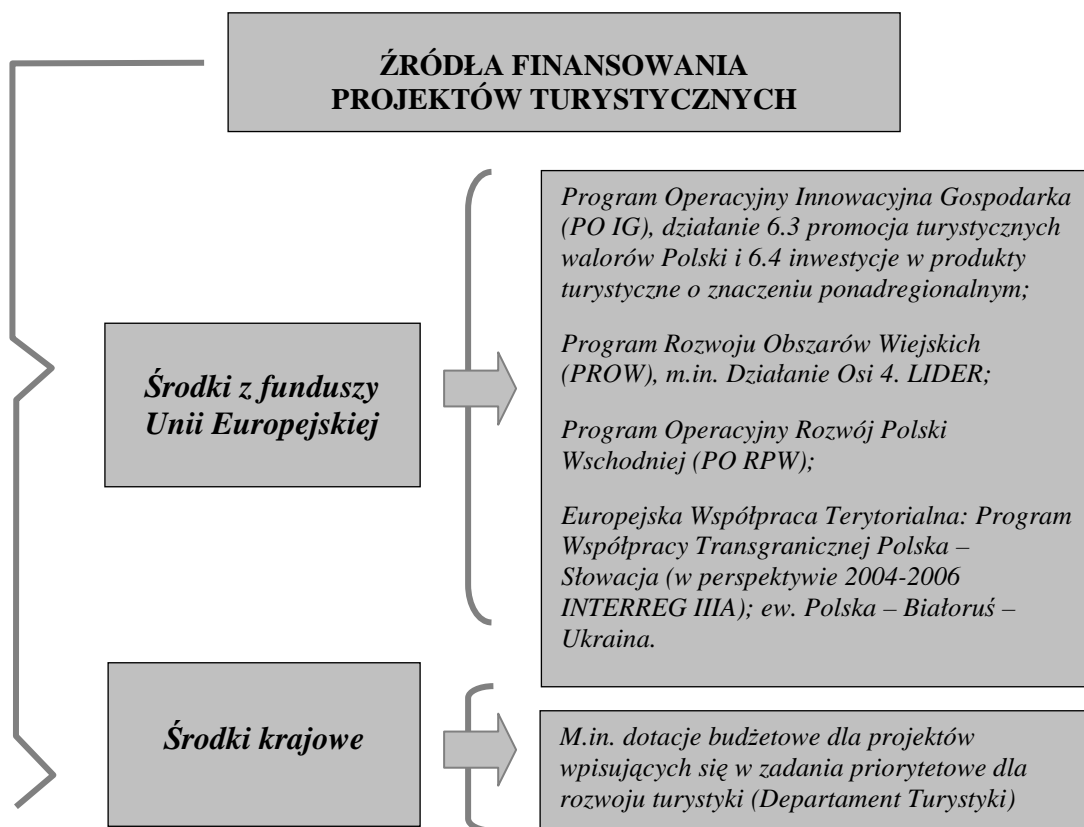 ŹRÓDŁA FINANSOWANIA
PROJEKTÓW TURYSTYCZNYCH
Środki z funduszy
Unii Europejskiej
Program Operacyjny Innowacyjna Gospodarka
(PO IG), działanie 6.3 promocja turystycznych
walorów Polski i 6.4 inwestycje w produkty
turystyczne o znaczeniu ponadregionalnym;
Program Rozwoju Obszarów Wiejskich
(PROW), m.in. Działanie Osi 4. LIDER;
Program Operacyjny Rozwój Polski
Wschodniej (PO RPW);
Europejska Współpraca Terytorialna: Program
Współpracy Transgranicznej Polska –
Słowacja (w perspektywie 2004-2006
INTERREG IIIA); ew. Polska – Białoruś –
Ukraina.
Środki krajowe
M.in. dotacje budżetowe dla projektów
wpisujących się w zadania priorytetowe dla
rozwoju turystyki (Departament Turystyki)